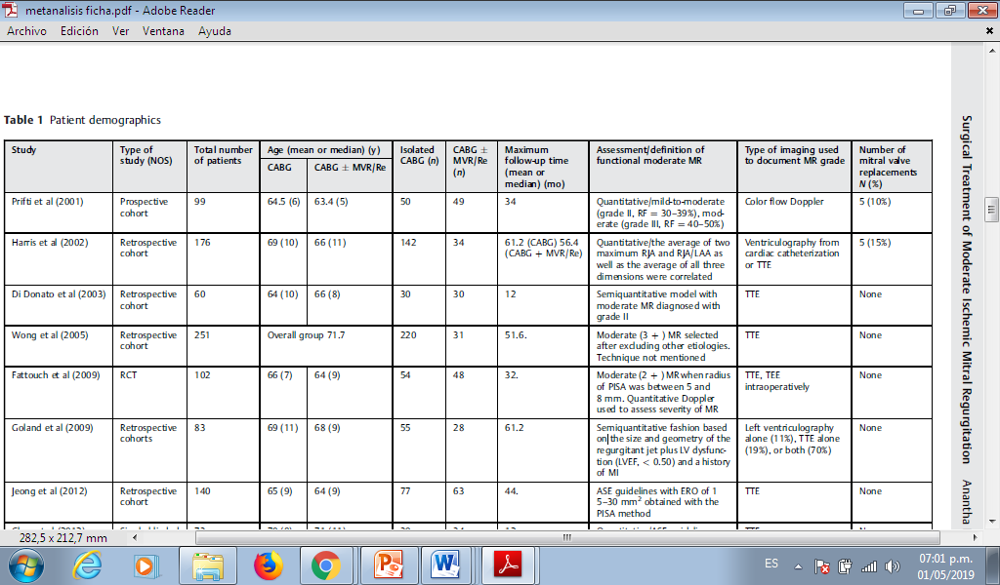 metanalisis ficha.pdf - Adobe Reader
Archivo Edición Ver Ventana Ayuda
Table 1 Patient demographics
Study
Type of
study (NOS)
Total number
of patients
Age (mean or median) (y)
CABG
CABG ± MVR/Re
Isolated
CABG (n)
CABG ±
MVR/Re
(n)
Maximum
follow-up time
(mean or
median) (mo)
Assessment/definition of
functional moderate MR
Type of imaging used
to document MR grade
Number of
mitral valve
replacements
N (%)
Prifti et al (2001)
Prospective
cohort
99
64.5 (6)
63.4 (5)
50
49
34
Quantitative/mild-to-moderate
(grade II, RF = 30–39%), mod-
erate (grade III, RF = 40–50%)
Color flow Doppler
5 (10%)
Harris et al (2002)
Retrospective
cohort
176
69 (10)
66 (11)
142
34
61.2 (CABG) 56.4
(CABG + MVR/Re)
Quantitative/the average of two
maximum RJA and RJA/LAA as
well as the average of all three
dimensions were correlated
Ventriculography from
cardiac catheterization
or TTE
5 (15%)
Di Donato et al (2003)
Retrospective
cohort
60
64 (10)
66 (8)
30
30
12
Semiquantitative model with
moderate MR diagnosed with
grade II
TTE
None
Wong et al (2005)
Retrospective
cohort
251
Overall group 71.7
220
31
51.6.
Moderate (3 + ) MR selected
after excluding other etiologies.
Technique not mentioned
TTE
None
Fattouch et al (2009)
RCT
102
66 (7)
64 (9)
54
48
32.
Moderate (2 + ) MR when radius
of PISA was between 5 and
8 mm. Quantitative Doppler
used to assess severity of MR
TTE, TEE
intraoperatively
None
Goland et al (2009)
Retrospective
cohorts
83
69 (11)
68 (9)
55
28
61.2
Semiquantitative fashion based
on the size and geometry of the
regurgitant jet plus LV dysfunc-
tion (LVEF, < 0.50) and a history
of MI
Left ventriculography
alone (11%), TTE alone
(19%), or both (70%)
None
Jeong et al (2012)
Retrospective
cohort
140
65 (9)
64 (9)
77
63
44.
ASE guidelines with ERO of 1
5–30 mm² obtained with the
PISA method
TTE
None
Surgical Treatment of Moderate Ischemic Mitral Regurgitation Anantha
282,5 x 212,7 mm
ES
07:01 p.m.
01/05/2019